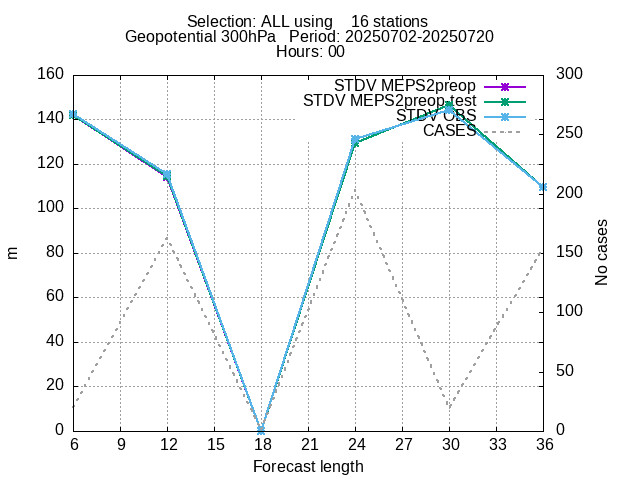 Selection: ALL using    16 stations
Geopotential 300hPa   Period: 20250702-20250720
Hours: 00
160
140
120
100
80
60
40
20
0
m
300
250
200
150
100
50
0
No cases
STDV MEPS2preop
STDV MEPS2preop-test
STDV OBS
CASES
6 9 12 15 18 21 24 27 30 33 36
Forecast length